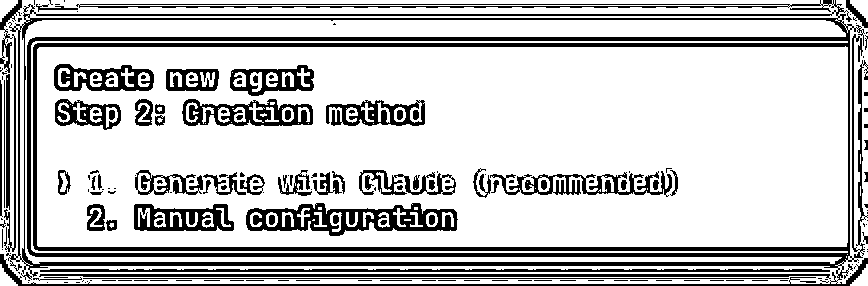 Create new agent
Step 2: Creation method
❯ 1. Generate with Claude (recommended)
2. Manual configuration